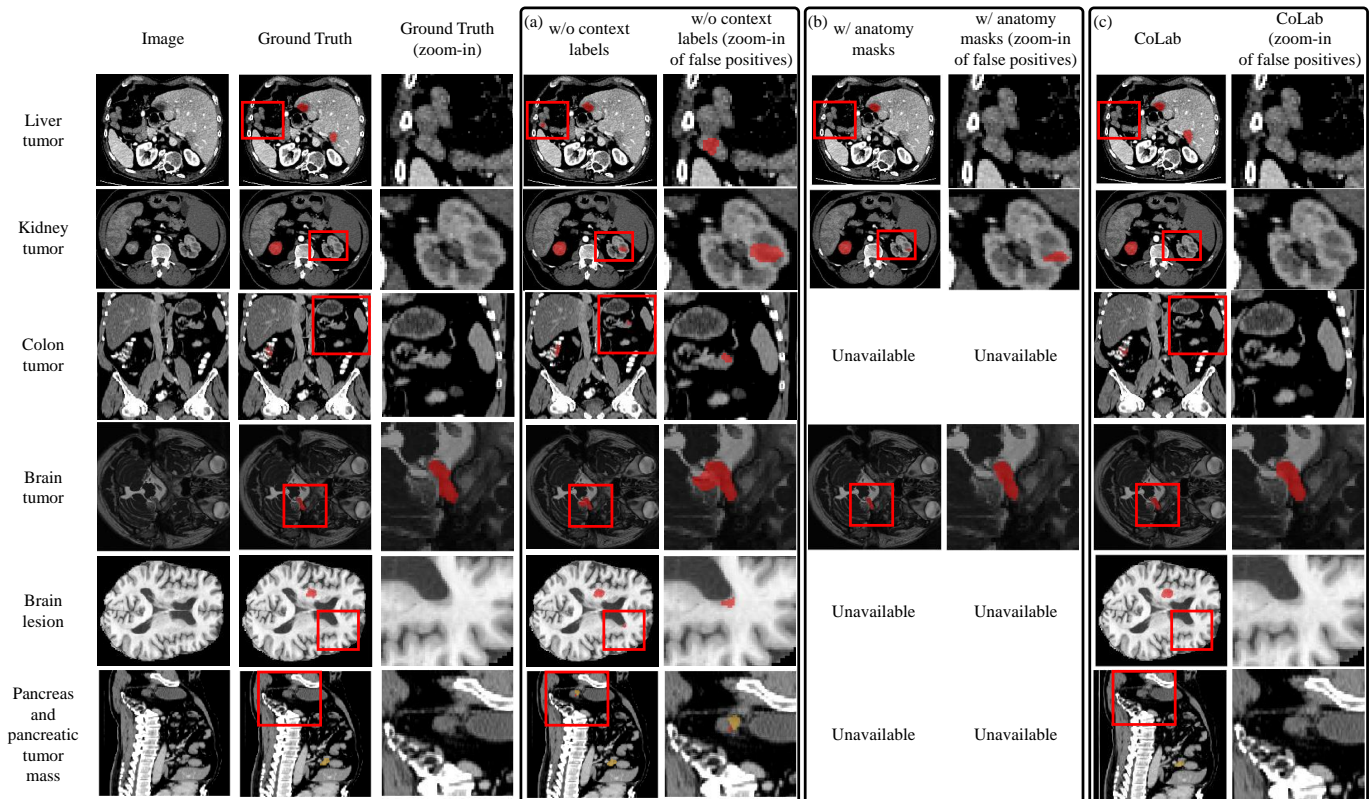 Image
Ground Truth
Ground Truth
(zoom-in)
(a)
w/o context
labels
w/o context
labels (zoom-in
of false positives)
(b)
w/ anatomy
masks
w/ anatomy
masks (zoom-in
of false positives)
(c)
CoLab
CoLab
(zoom-in
of false positives)
Liver
tumor
Kidney
tumor
Colon
tumor
Unavailable
Unavailable
Brain
tumor
Brain
lesion
Unavailable
Unavailable
Pancreas
and
pancreatic
tumor
mass
Unavailable
Unavailable